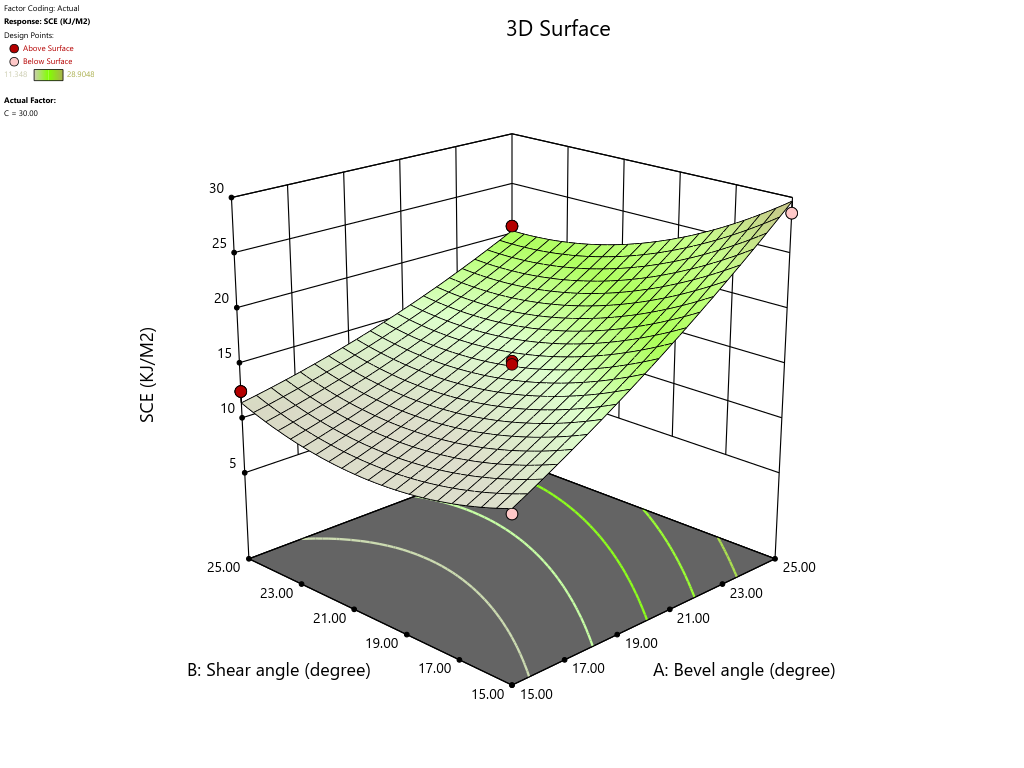 Factor Coding: Actual
3D Surface
Response: SCE (KJ/M2)
Design Points:
Above Surface
Below Surface
11.348 28.9048
Actual Factor:
C = 30.00
30
25
20
15
10
5
SCE (KJ/M2)
25.00
23.00
21.00
19.00
17.00
15.00
B: Shear angle (degree)
15.00
17.00
19.00
21.00
23.00
25.00
A: Bevel angle (degree)